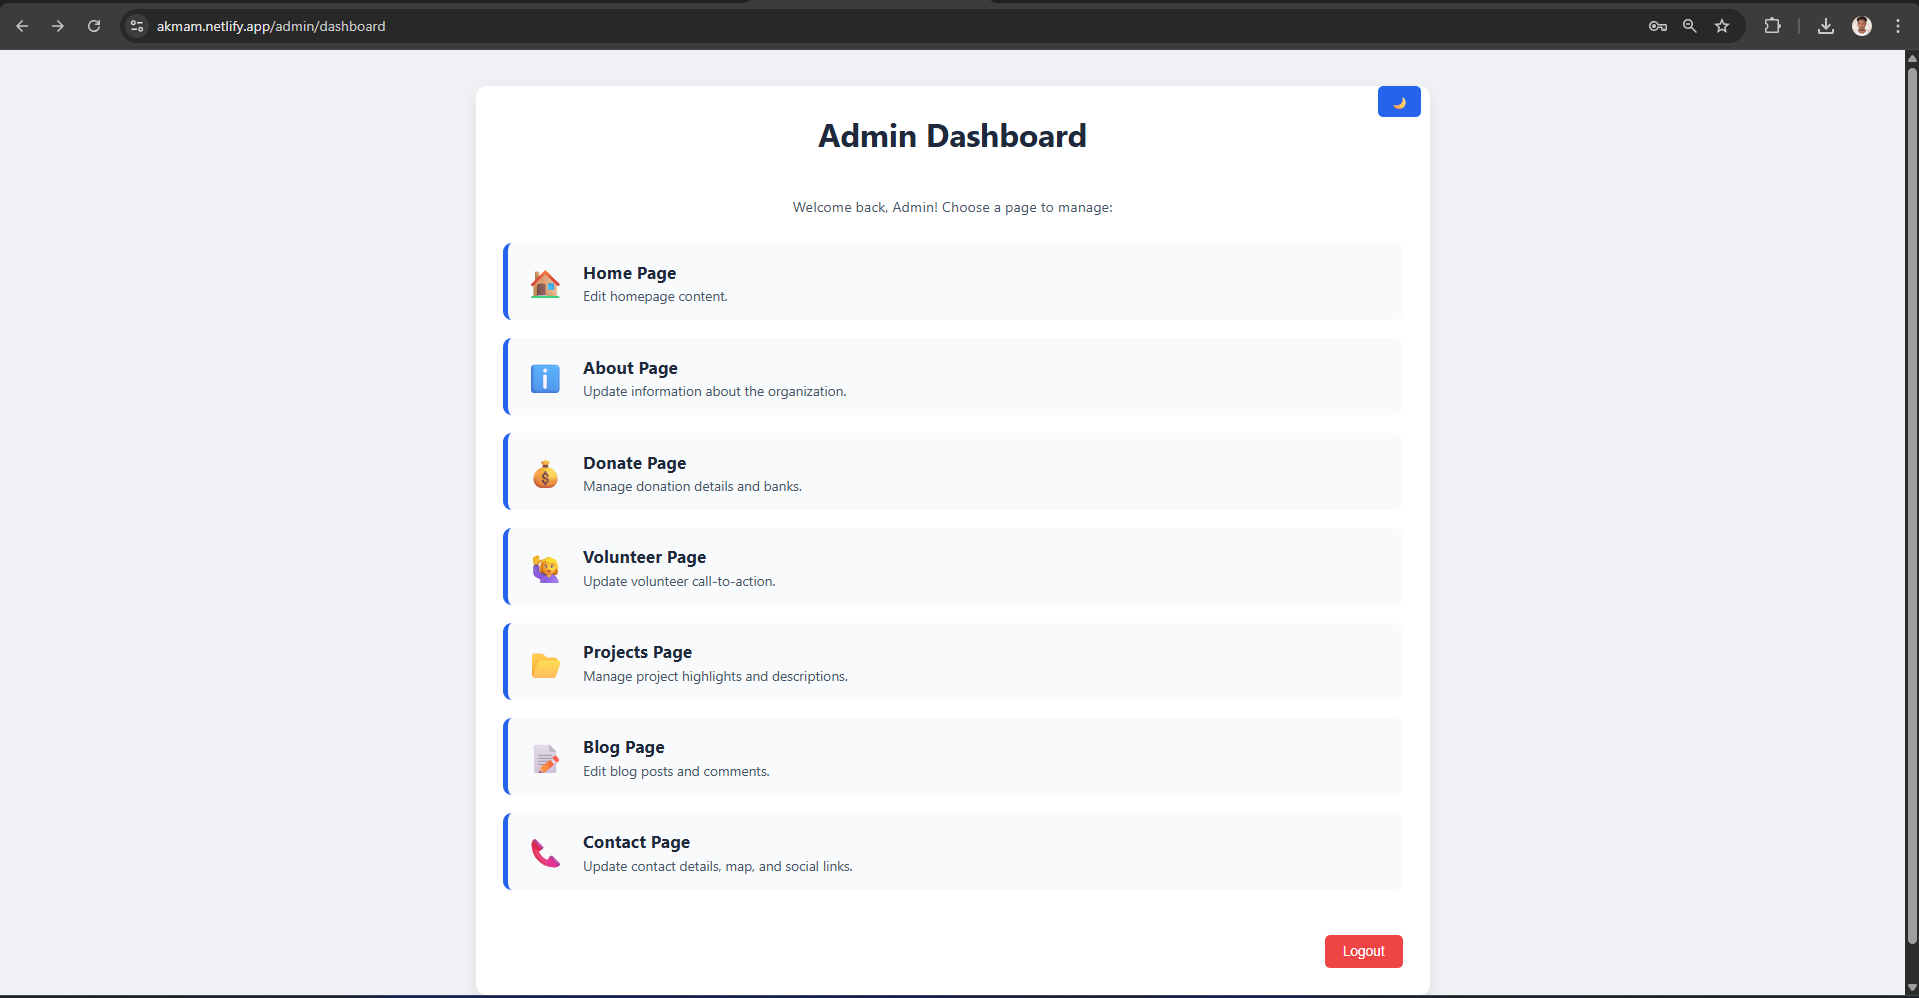 akmam.netlify.app/admin/dashboard
Admin Dashboard
Welcome back, Admin! Choose a page to manage:
Home Page
Edit homepage content.
About Page
Update information about the organization.
Donate Page
Manage donation details and banks.
Volunteer Page
Update volunteer call-to-action.
Projects Page
Manage project highlights and descriptions.
Blog Page
Edit blog posts and comments.
Contact Page
Update contact details, map, and social links.
Logout